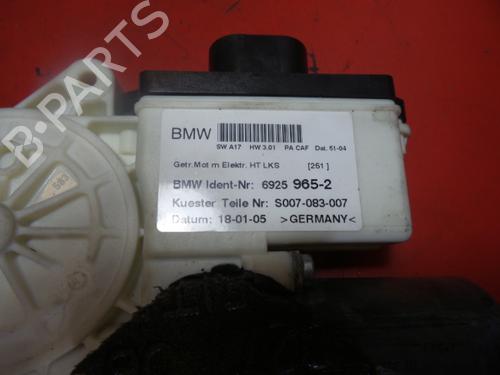 BMW
SW A17 HW 3.01 PA CAF Dat. 51-04
Getr.Mot m Elektr. HT LKS [261]
BMW Ident-Nr: 6925 965-2
Kuester Teile Nr: S007-083-007
Datum: 18-01-05 >GERMANY<
B-PARTS